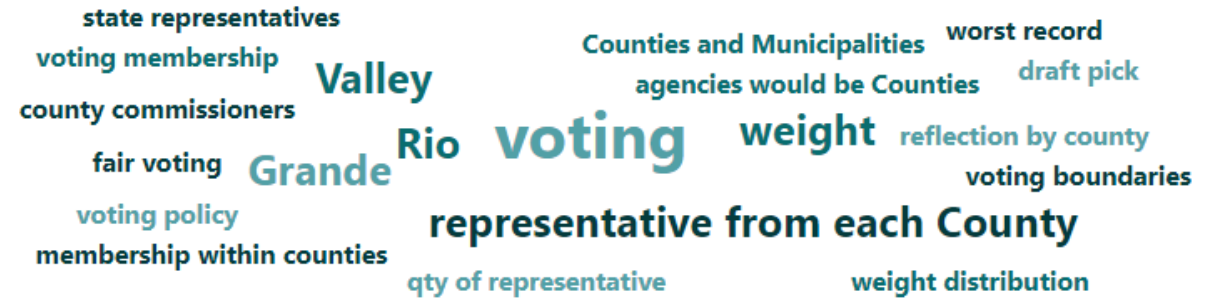 state representatives
worst record
Counties and Municipalities
voting membership
draft pick
Valley
agencies would be Counties
county commissioners
weight
voting
reflection by county
Rio
fair voting
Grande
voting boundaries
voting policy
representative from each County
membership within counties
qty of representative
weight distribution